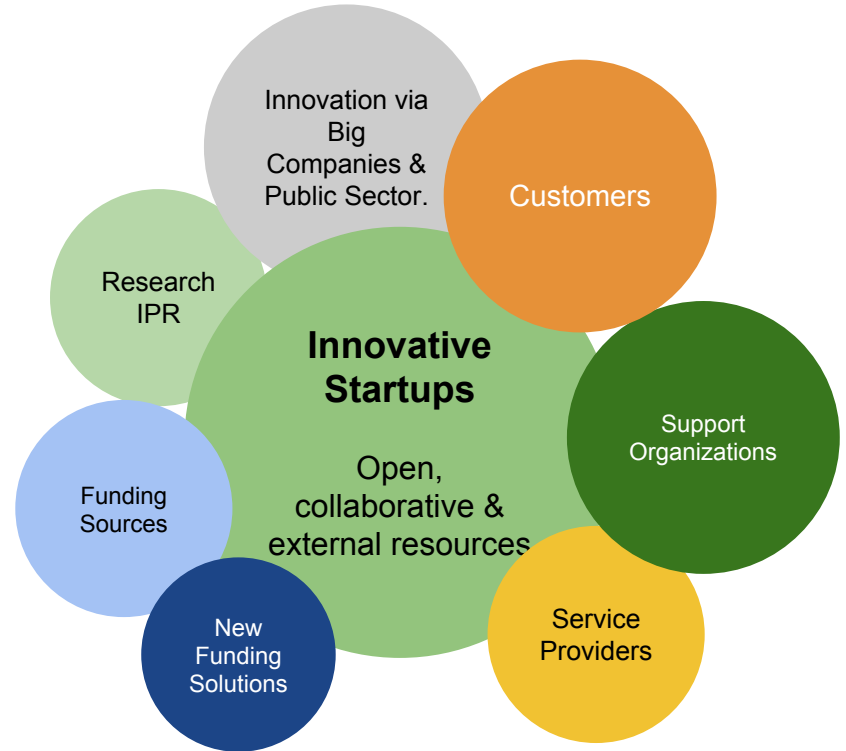 Innovation via
Big
Companies &
Public Sector.
Customers
Research
IPR
Innovative
Startups
Open,
collaborative &
external resources
Support
Organizations
Funding
Sources
New
Funding
Solutions
Service
Providers